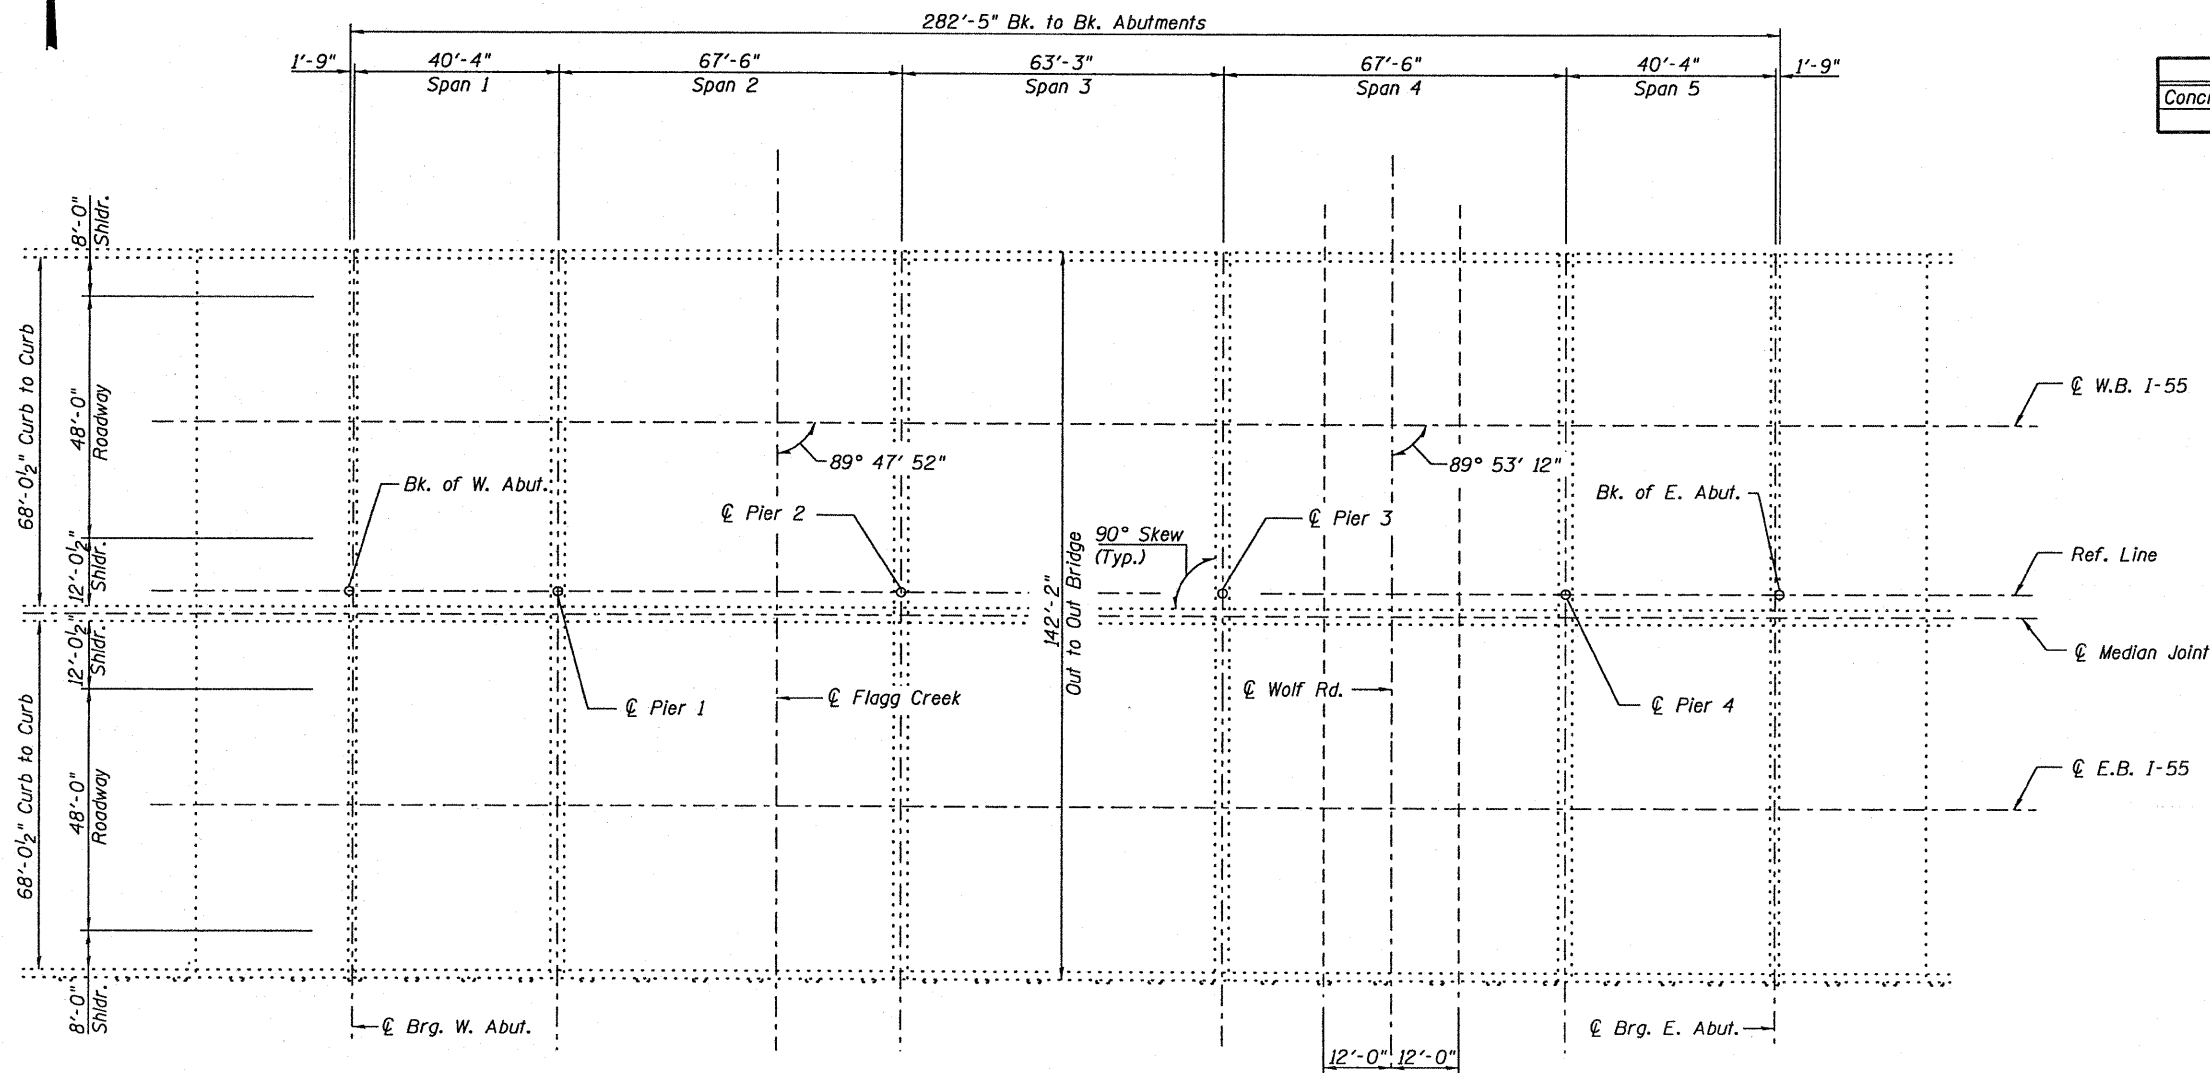 282'-5" Bk. to Bk. Abutments
1'-9"
40'-4"
67'-6"
63'-3"
67'-6"
40'-4"
1'-9"
Span 1
Span 2
Span 3
Span 4
Span 5
8'-0"
Shldr.
68'-0½" Curb to Curb
48'-0"
Roadway
12'-0½"
Shldr.
℄ W.B. I-55
89° 47' 52"
89° 53' 12"
Bk. of W. Abut.
℄ Pier 2
℄ Pier 3
Bk. of E. Abut.
90° Skew
(Typ.)
Ref. Line
142'-2"
Out to Out Bridge
12'-0½"
Shldr.
℄ Median Joint
℄ Pier 1
℄ Flagg Creek
℄ Wolf Rd.
℄ Pier 4
68'-0½" Curb to Curb
48'-0"
Roadway
℄ E.B. I-55
8'-0"
Shldr.
℄ Brg. W. Abut.
℄ Brg. E. Abut.
12'-0"
12'-0"